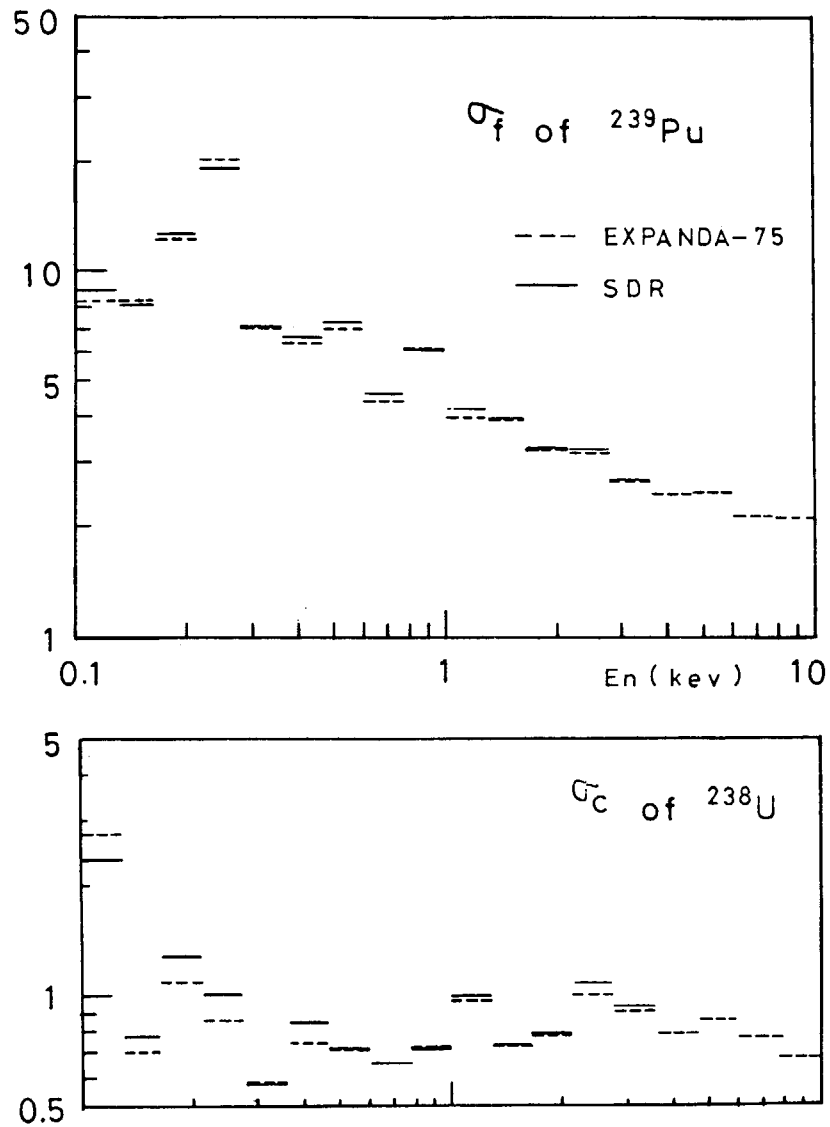 50
σf of 239Pu
EXPANDA-75
10
SDR
5
1
0.1 1 En (kev) 10
5
σc of 238U
1
0.5